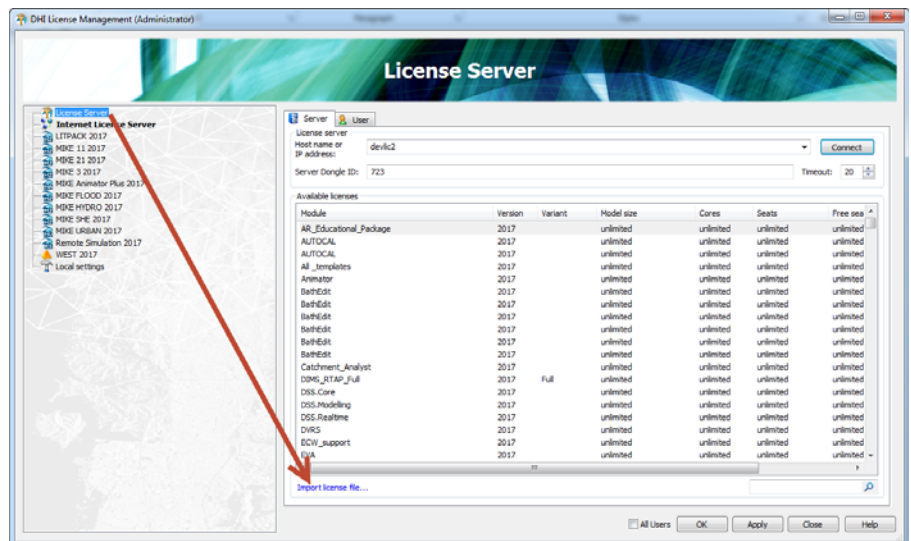 DHI License Management (Administrator)
License Server
License Server
Internet License Server
LITPACK 2017
MIKE 11 2017
MIKE 21 2017
MIKE 3 2017
MIKE Animator Plus 2017
MIKE FLOOD 2017
MIKE HYDRO 2017
MIKE SHE 2017
MIKE URBAN 2017
Remote Simulation 2017
WEST 2017
Local settings
Server User
License server
Host name or
IP address: devlic2 Connect
Server Dongle ID: 723 Timeout: 20
Available licenses
Module Version Variant Model size Cores Seats Free sea
AR_Educational_Package 2017 unlimited unlimited unlimited unlimited
AUTOCAL 2017 unlimited unlimited unlimited unlimited
AUTOCAL 2017 unlimited unlimited unlimited unlimited
All _templates 2017 unlimited unlimited unlimited unlimited
Animator 2017 unlimited unlimited unlimited unlimited
BathEdit 2017 unlimited unlimited unlimited unlimited
BathEdit 2017 unlimited unlimited unlimited unlimited
BathEdit 2017 unlimited unlimited unlimited unlimited
BathEdit 2017 unlimited unlimited unlimited unlimited
BathEdit 2017 unlimited unlimited unlimited unlimited
BathEdit 2017 unlimited unlimited unlimited unlimited
Catchment_Analyst 2017 unlimited unlimited unlimited unlimited
DIMS_RTAP_Full 2017 Full unlimited unlimited unlimited unlimited
DSS.Core 2017 unlimited unlimited unlimited unlimited
DSS.Modelling 2017 unlimited unlimited unlimited unlimited
DSS.Realtime 2017 unlimited unlimited unlimited unlimited
DVRS 2017 unlimited unlimited unlimited unlimited
ECW_support 2017 unlimited unlimited unlimited unlimited
EVA 2017 unlimited unlimited unlimited unlimited
Import license file...
All Users OK Apply Close Help